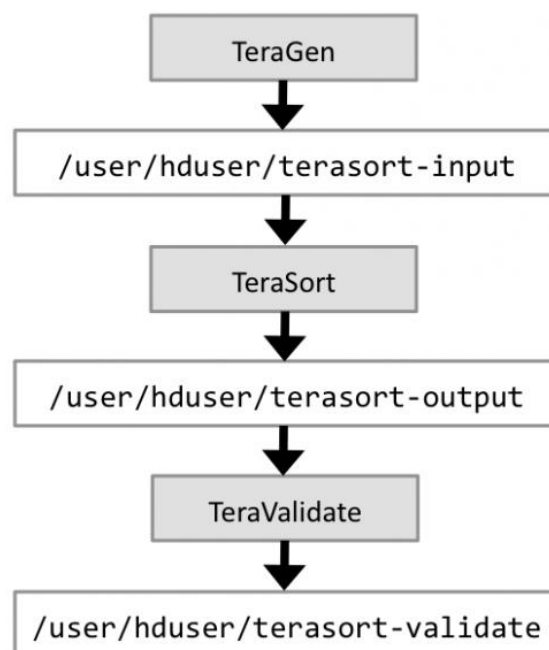 TeraGen
/user/hduser/terasort-input
TeraSort
/user/hduser/terasort-output
TeraValidate
/user/hduser/terasort-validate